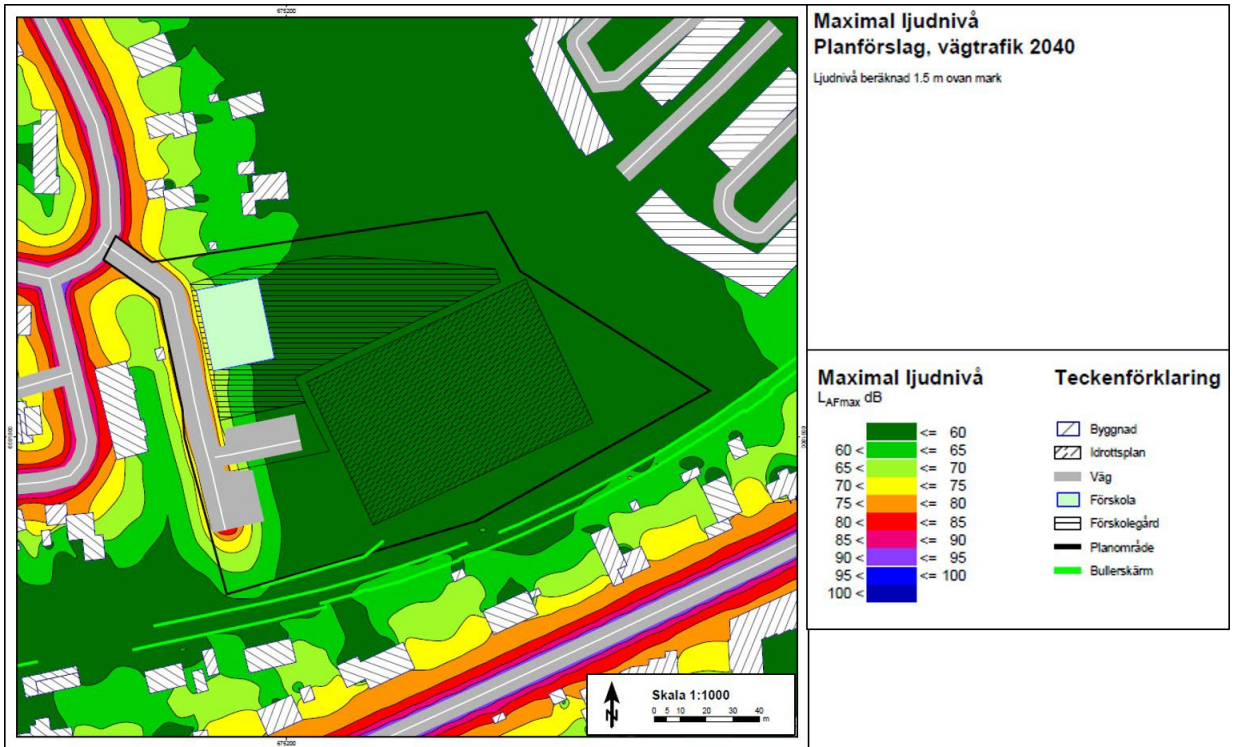 675200
Maximal ljudnivå
Planförslag, vägtrafik 2040
Ljudnivå beräknad 1.5 m ovan mark
Maximal ljudnivå
LAFmax dB
<= 60
60 < <= 65
65 < <= 70
70 < <= 75
75 < <= 80
80 < <= 85
85 < <= 90
90 < <= 95
95 < <= 100
100 <
Teckenförklaring
Byggnad
Idrottsplan
Väg
Förskola
Förskolegård
Planområde
Bullerskärm
N
Skala 1:1000
0 5 10 20 30 40
m
675200